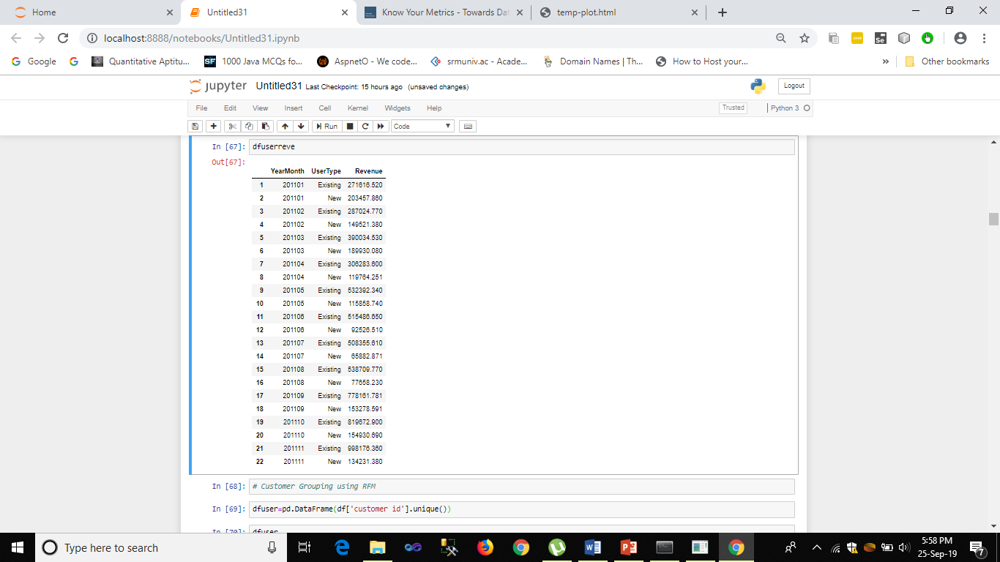 Home
Untitled31
Know Your Metrics - Towards Dat
temp-plot.html
localhost:8888/notebooks/Untitled31.ipynb
Google
Quantitative Aptitu...
SF 1000 Java MCQs fo...
AspnetO - We code...
srmuniv.ac - Acade...
Domain Names | Th...
How to Host your...
»
Other bookmarks
jupyter Untitled31 Last Checkpoint: 15 hours ago (unsaved changes)
Logout
File Edit View Insert Cell Kernel Widgets Help
Trusted
Python 3
Run
Code
In [67]: dfuserreve
Out[67]:
YearMonth UserType Revenue
1 201101 Existing 271616.520
2 201101 New 203457.860
3 201102 Existing 287024.770
4 201102 New 149521.380
5 201103 Existing 390034.530
6 201103 New 189930.080
7 201104 Existing 306283.600
8 201104 New 119764.251
9 201105 Existing 532392.340
10 201105 New 115858.740
11 201106 Existing 515486.650
12 201106 New 92526.510
13 201107 Existing 508355.610
14 201107 New 65882.871
15 201108 Existing 538709.770
16 201108 New 77658.230
17 201109 Existing 778161.781
18 201109 New 153278.591
19 201110 Existing 819672.900
20 201110 New 154930.690
21 201111 Existing 998176.360
22 201111 New 134231.380
In [68]: # Customer Grouping using RFM
In [69]: dfuser=pd.DataFrame(df['customer id'].unique())
In [70]: dfuser
Type here to search
5:58 PM
25-Sep-19
7